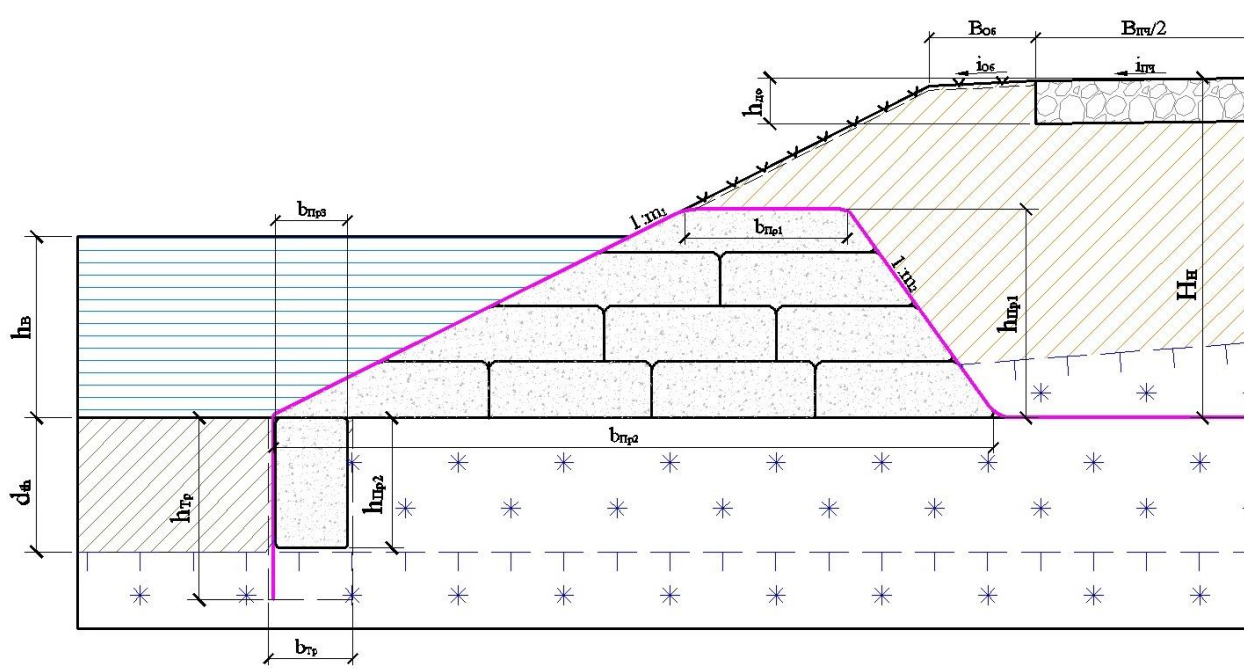 BОб
BПЧ/2
iОб
iПЧ
hДО
bПр3
1:m1
bПр1
1:m2
hВ
hПр1
HН
bПр2
dth
hТр
hПр2
bТр